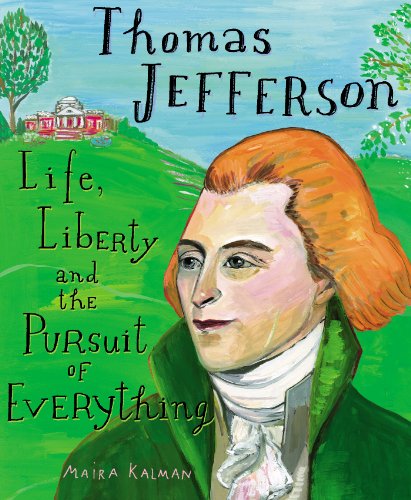 Thomas
JEFFERSON
Life,
LIBERTY
and
the
PURSUIT
OF
EVERYthing
MAIRA KALMAN